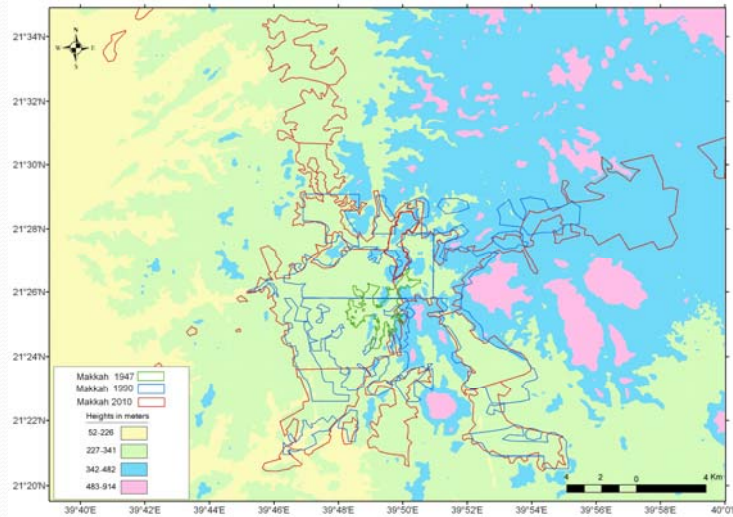 21°34'N
21°32'N
21°30'N
21°28'N
21°26'N
21°24'N
21°22'N
21°20'N
N
W E
S
Makkah 1947
Makkah 1990
Makkah 2010
Heights in meters
52-226
227-341
342-482
483-914
4 2 0 4 Km
39°40'E 39°42'E 39°44'E 39°46'E 39°48'E 39°50'E 39°52'E 39°54'E 39°56'E 39°58'E 40°0'